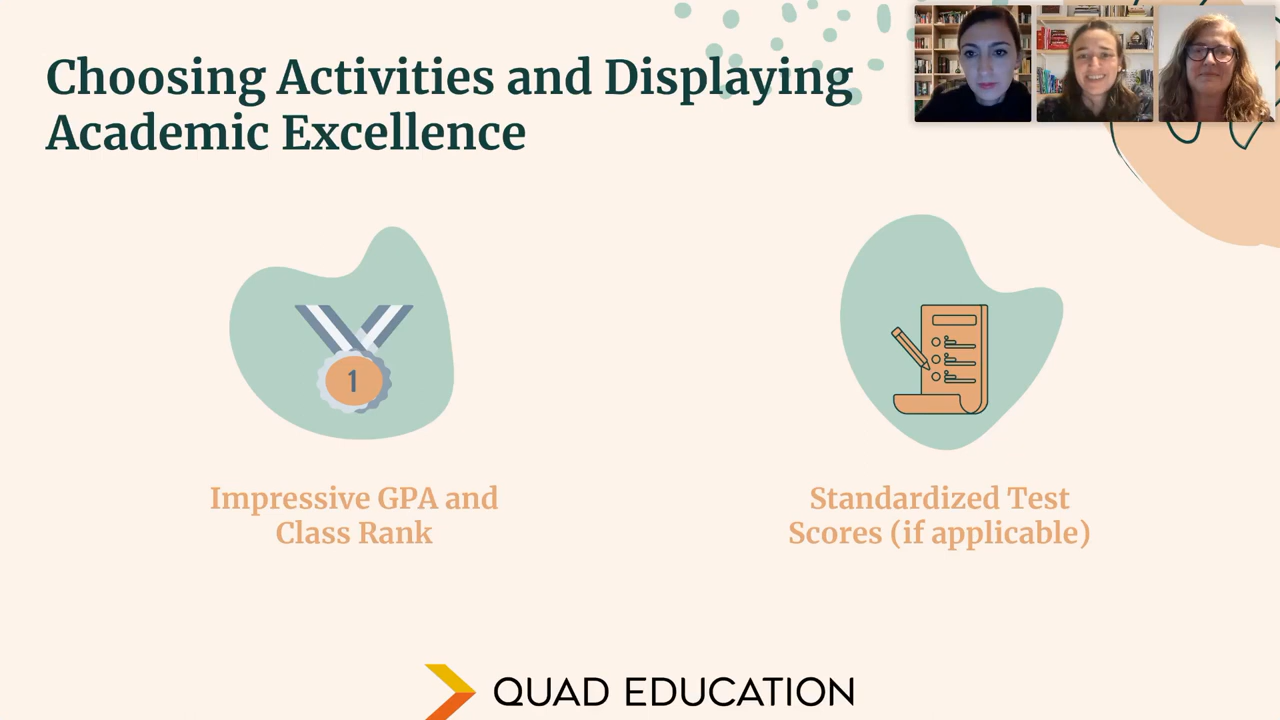 Choosing Activities and Displaying
Academic Excellence
1
Impressive GPA and
Class Rank
Standardized Test
Scores (if applicable)
QUAD EDUCATION